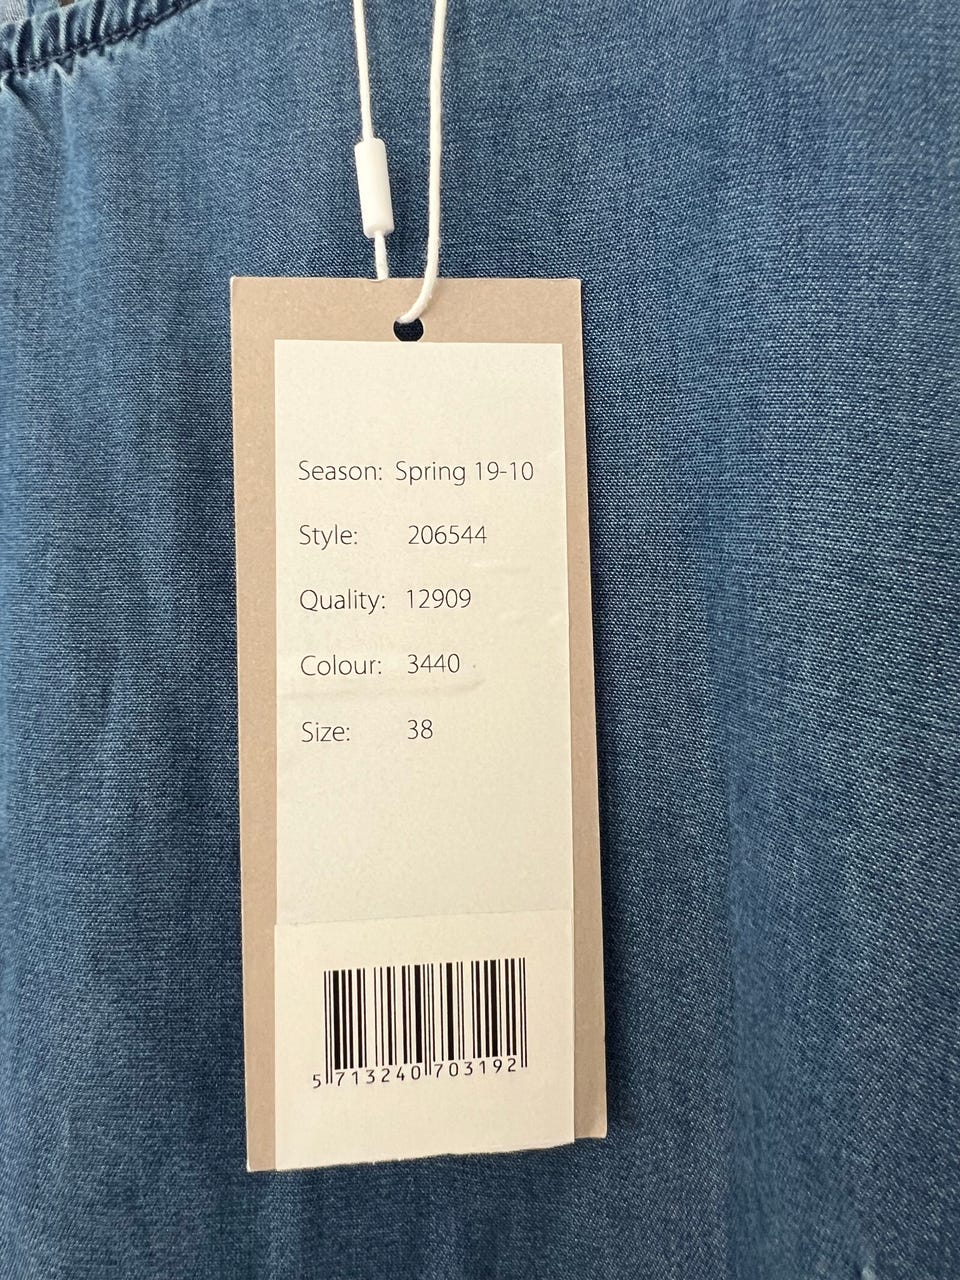 Season: Spring 19-10
Style: 206544
Quality: 12909
Colour: 3440
Size: 38
5 713240 703192